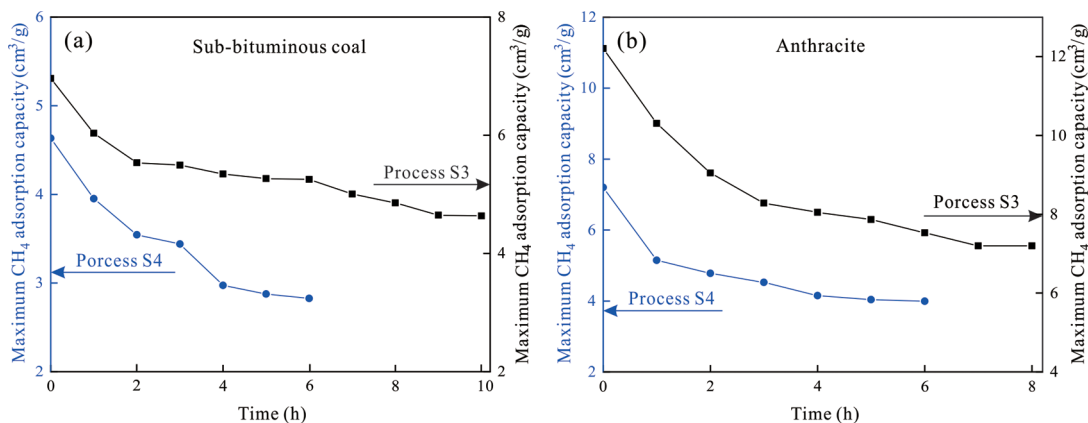 (a)
Sub-bituminous coal
Maximum CH₄ adsorption capacity (cm³/g)
6
5
4
3
2
8
6
4
2
Maximum CH₄ adsorption capacity (cm³/g)
Process S3
Porcess S4
0 2 4 6 8 10
Time (h)
(b)
Anthracite
Maximum CH₄ adsorption capacity (cm³/g)
12
10
8
6
4
2
12
10
8
6
4
Maximum CH₄ adsorption capacity (cm³/g)
Porcess S3
Process S4
0 2 4 6 8
Time (h)